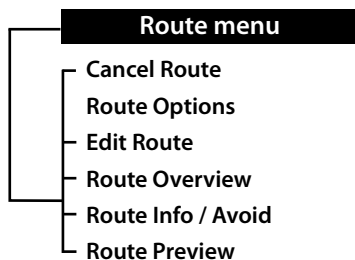 Route menu
Cancel Route
Route Options
Edit Route
Route Overview
Route Info / Avoid
Route Preview